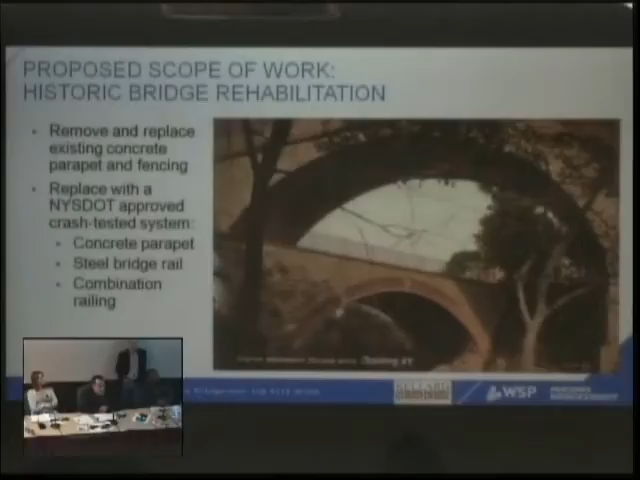 PROPOSED SCOPE OF WORK:
HISTORIC BRIDGE REHABILITATION
Remove and replace
existing concrete
parapet and fencing
Replace with a
NYSDOT approved
crash-tested system:
Concrete parapet
Steel bridge rail
Combination
railing
WSP